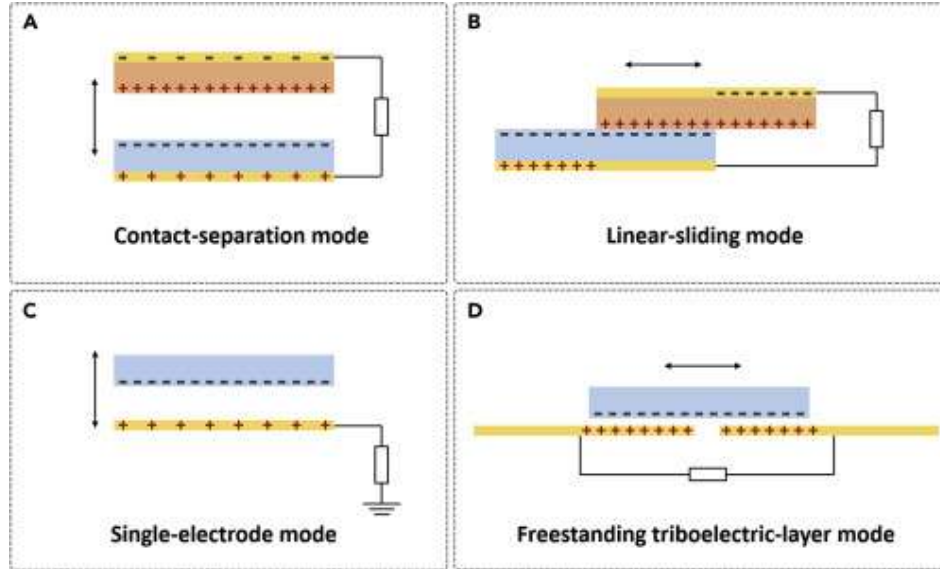 A
Contact-separation mode
B
Linear-sliding mode
C
Single-electrode mode
D
Freestanding triboelectric-layer mode